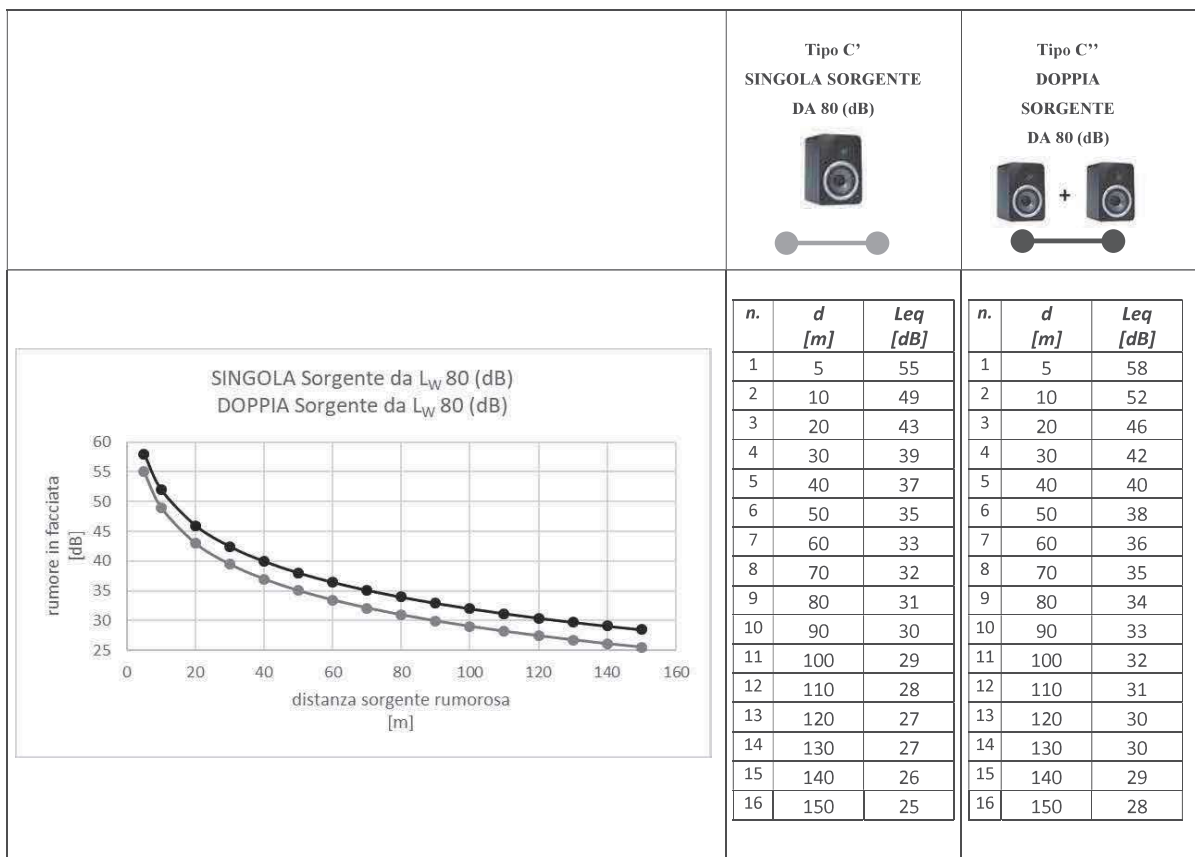 Tipo C’
SINGOLA SORGENTE
DA 80 (dB)
Tipo C’’
DOPPIA
SORGENTE
DA 80 (dB)
+
SINGOLA Sorgente da LW 80 (dB)
DOPPIA Sorgente da LW 80 (dB)
rumore in facciata
[dB]
60
55
50
45
40
35
30
25
0 20 40 60 80 100 120 140 160
distanza sorgente rumorosa
[m]
n. d Leq
[m] [dB]
1 5 55
2 10 49
3 20 43
4 30 39
5 40 37
6 50 35
7 60 33
8 70 32
9 80 31
10 90 30
11 100 29
12 110 28
13 120 27
14 130 27
15 140 26
16 150 25
n. d Leq
[m] [dB]
1 5 58
2 10 52
3 20 46
4 30 42
5 40 40
6 50 38
7 60 36
8 70 35
9 80 34
10 90 33
11 100 32
12 110 31
13 120 30
14 130 30
15 140 29
16 150 28